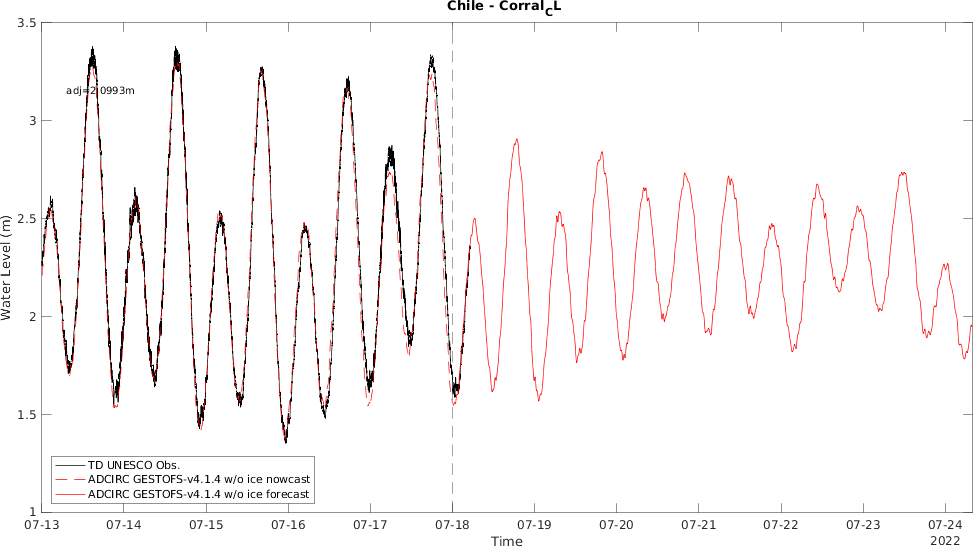 Chile - Corral_CL
3.5
adj=2.0993m
3
2.5
Water Level (m)
2
1.5
TD UNESCO Obs.
ADCIRC GESTOFS-v4.1.4 w/o ice nowcast
ADCIRC GESTOFS-v4.1.4 w/o ice forecast
1
07-13 07-14 07-15 07-16 07-17 07-18 07-19 07-20 07-21 07-22 07-23 07-24
Time 2022